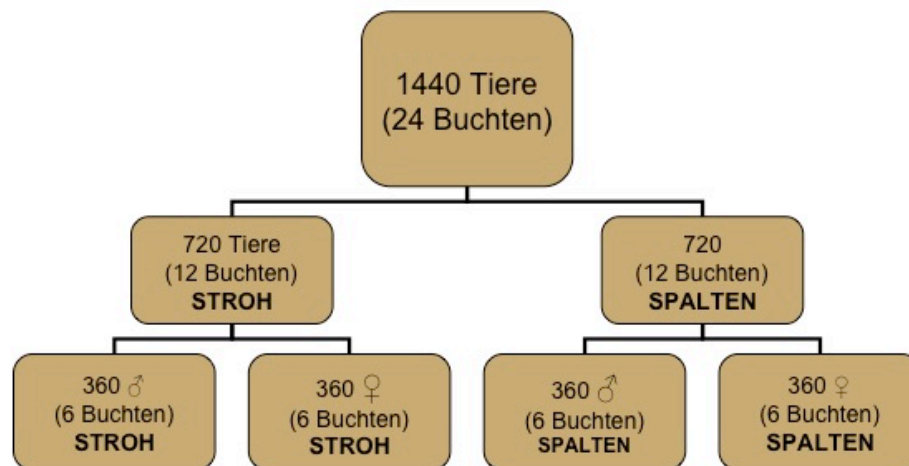 1440 Tiere
(24 Buchten)
720 Tiere
(12 Buchten)
STROH
720
(12 Buchten)
SPALTEN
360 ♂
(6 Buchten)
STROH
360 ♀
(6 Buchten)
STROH
360 ♂
(6 Buchten)
SPALTEN
360 ♀
(6 Buchten)
SPALTEN